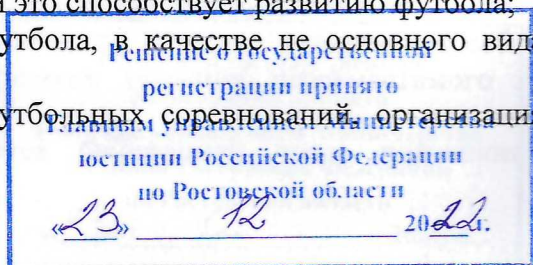 и это способствует развитию футбола;
утбола, в качестве не основного вид
Решение о государственной
регистрации принято
утбольных соревнований, организаци
Главным управлением Министерства
юстиции Российской Федерации
по Ростовской области
«23» 12 2022г.